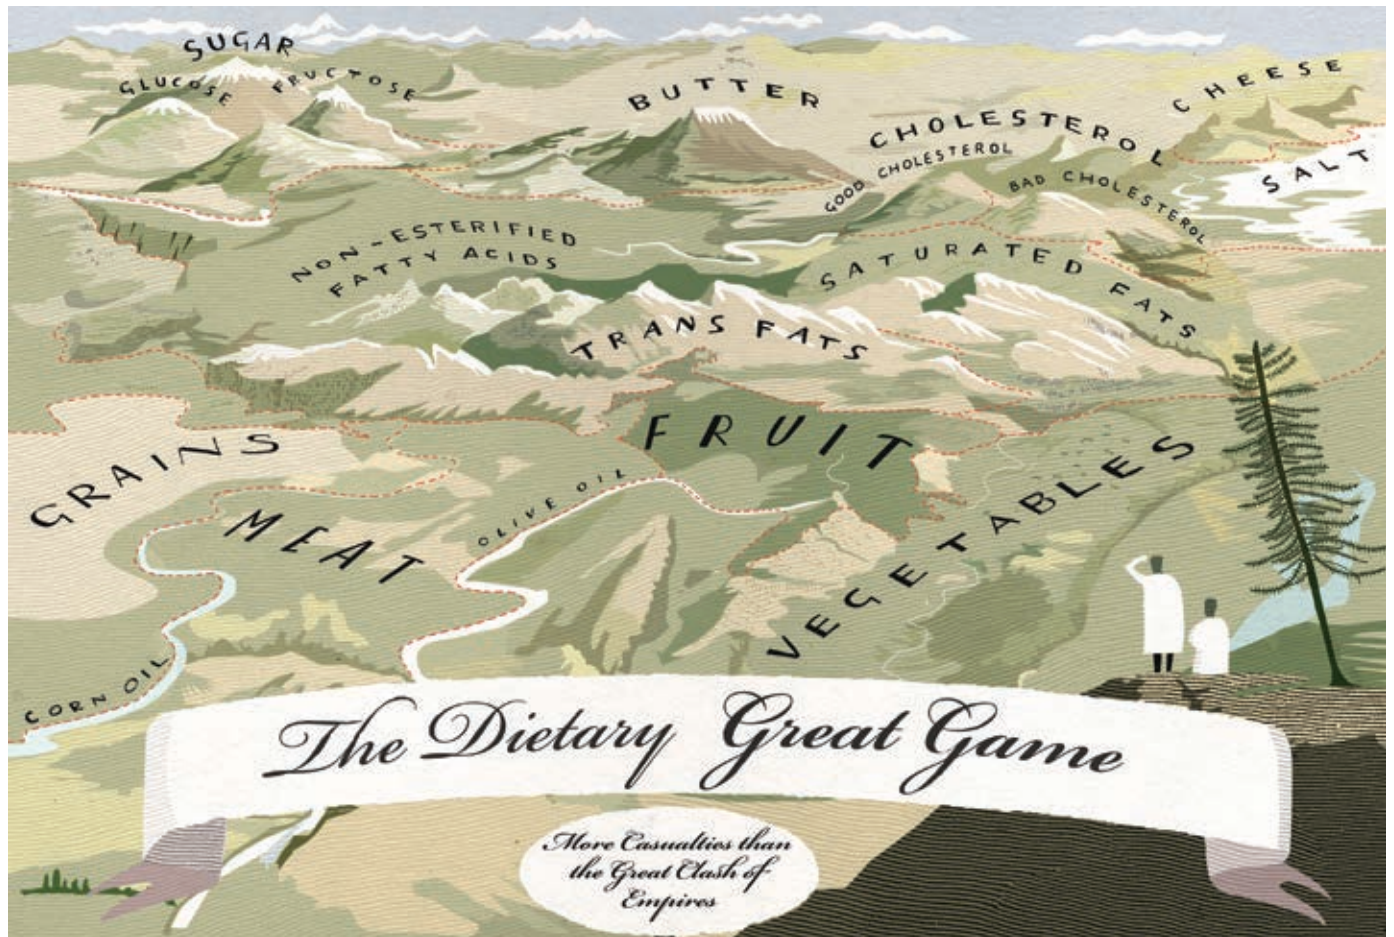 SUGAR
GLUCOSE
FRUCTOSE
BUTTER
CHEESE
CHOLESTEROL
GOOD CHOLESTEROL
BAD CHOLESTEROL
SALT
NON-ESTERIFIED
FATTY ACIDS
SATURATED FATS
TRANS FATS
FRUIT
GRAINS
MEAT
OLIVE OIL
VEGETABLES
CORN OIL
The Dietary Great Game
More Casualties than
the Great Clash of
Empires